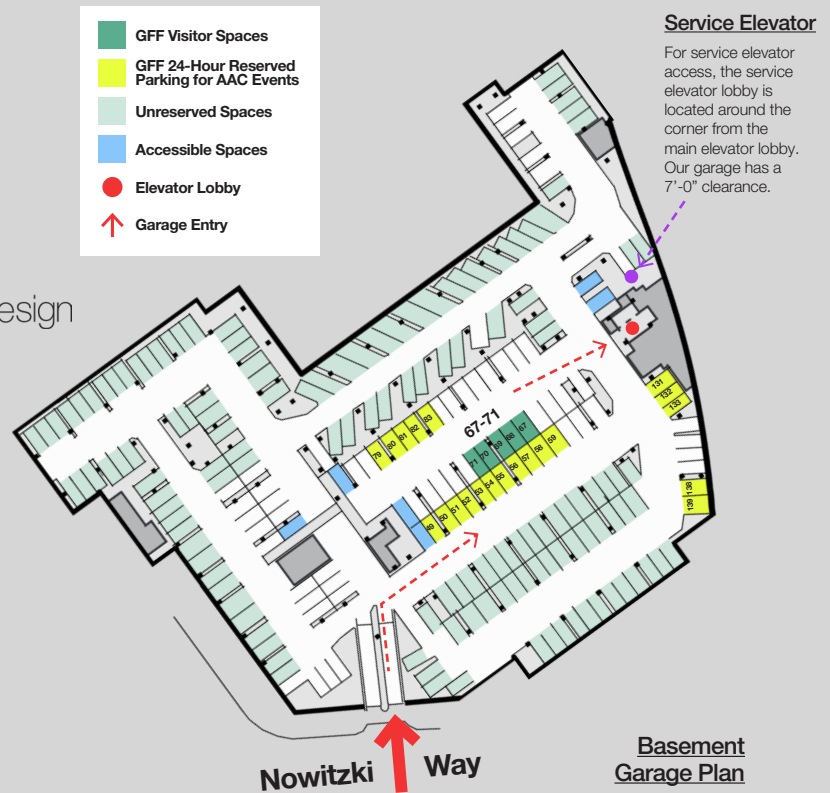 GFF Visitor Spaces
GFF 24-Hour Reserved
Parking for AAC Events
Unreserved Spaces
Accessible Spaces
Elevator Lobby
Garage Entry
Service Elevator
For service elevator
access, the service
elevator lobby is
located around the
corner from the
main elevator lobby.
Our garage has a
7'-0" clearance.
esign
131
132
133
138
139
79
80
81
82
83
67-71
71
70
69
68
67
49
50
51
52
53
54
55
56
57
58
59
Nowitzki Way
Basement
Garage Plan